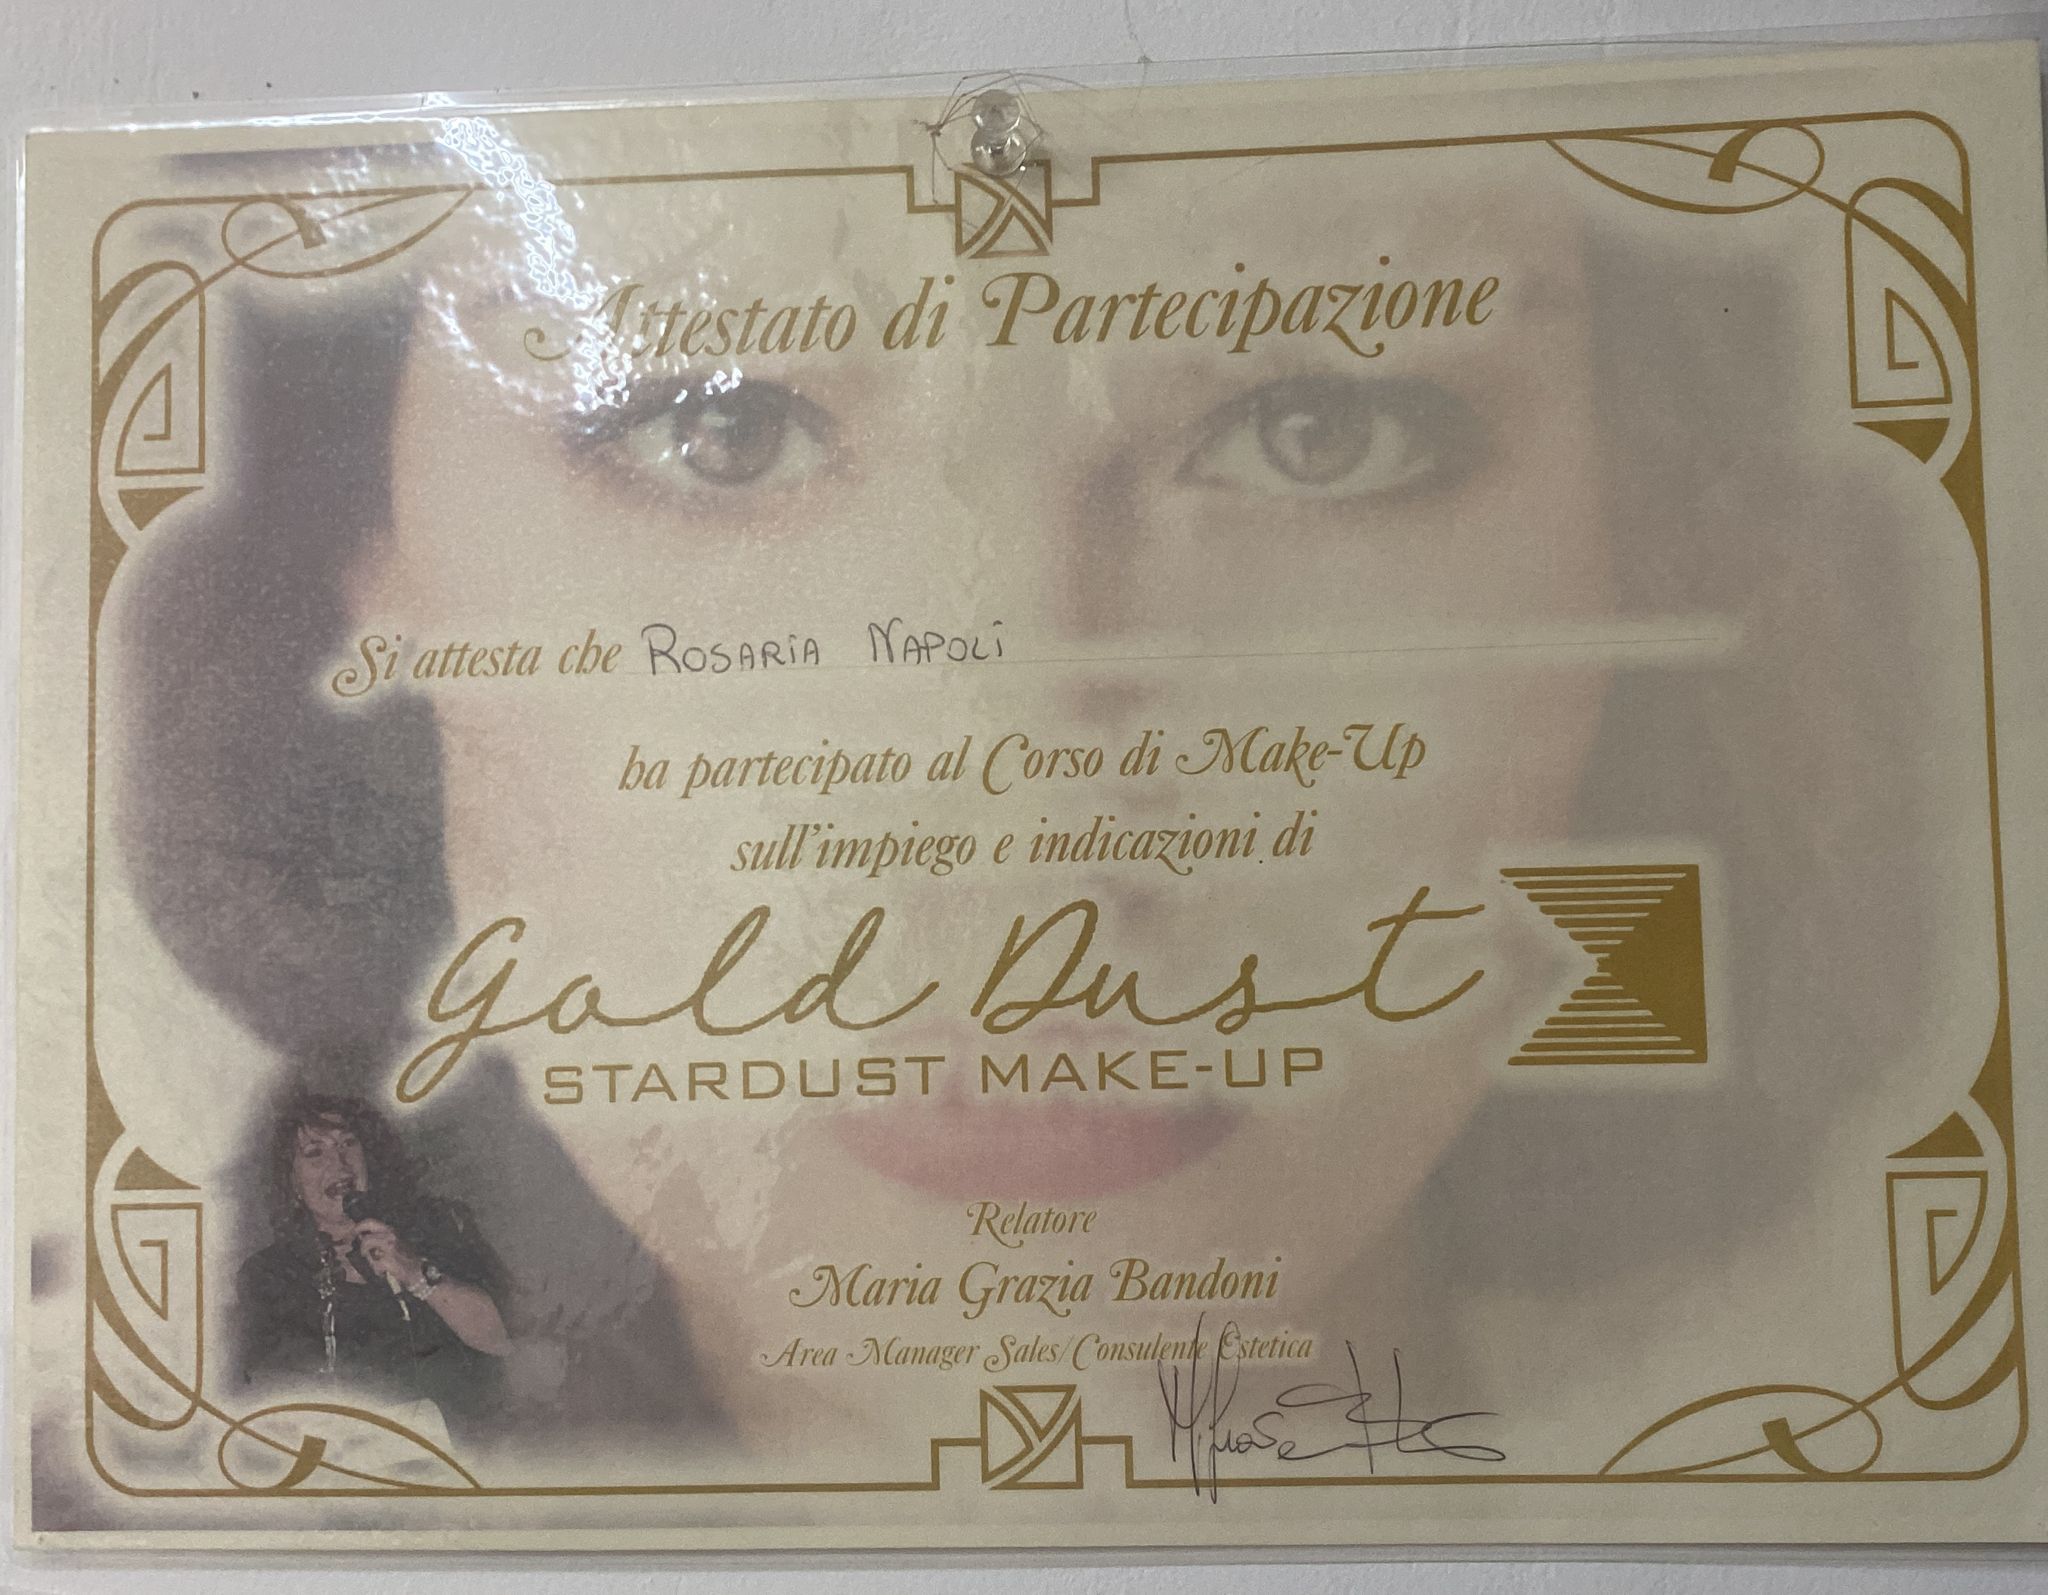 Attestato di Partecipazione
Si attesta che ROSARIA NAPOLI
ha partecipato al Corso di Make-Up
sull'impiego e indicazioni di
Gold Dust
STARDUST MAKE-UP
Relatore
Maria Grazia Bandoni
Area Manager Sales/Consulente Estetica